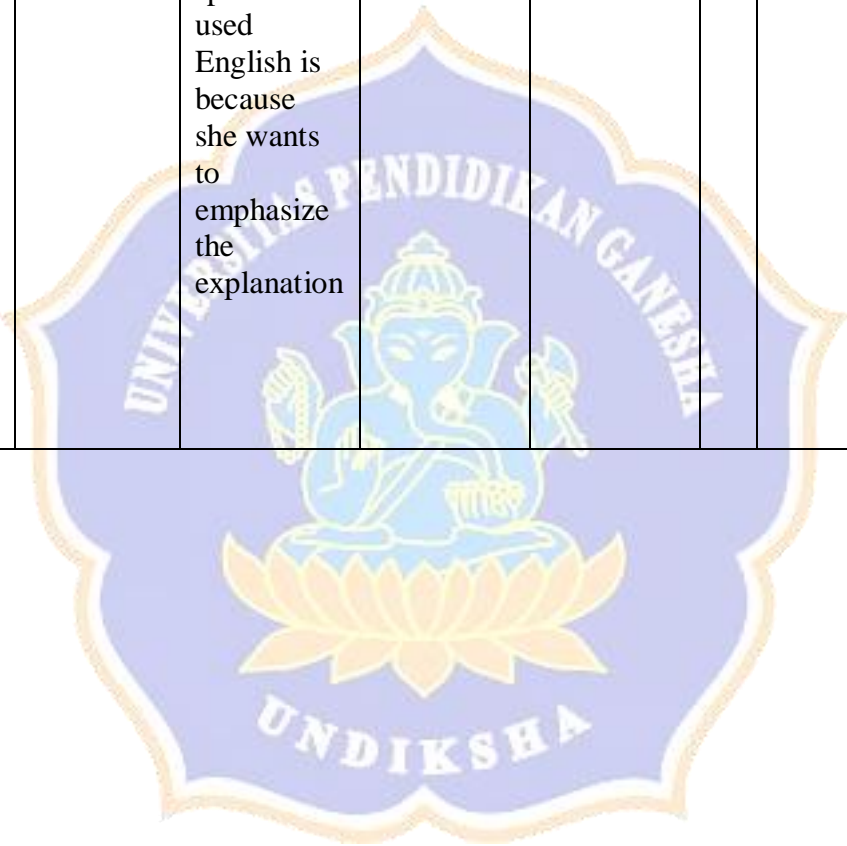 used
English is
because
she wants
to
emphasize
the
explanation
UNIVERSITAS PENDIDIKAN GANESHA
UNDIKSHA